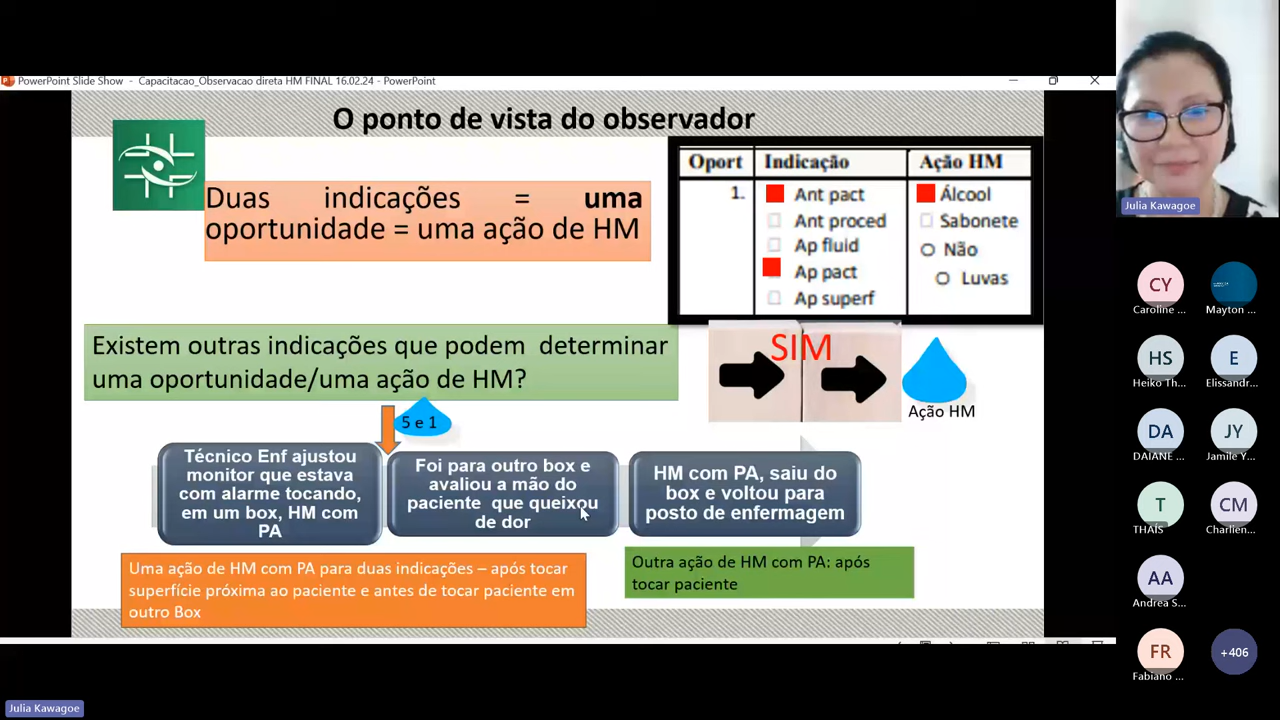 PowerPoint Slide Show - Capacitacao_Observacao direta HM FINAL 16.02.24 - PowerPoint
O ponto de vista do observador
Duas indicações = uma
oportunidade = uma ação de HM
Oport Indicação Ação HM
1. Ant pact Álcool
Ant proced Sabonete
Ap fluid Não
Ap pact Luvas
Ap superf
Existem outras indicações que podem determinar
uma oportunidade/uma ação de HM?
SIM
Ação HM
5 e 1
Técnico Enf ajustou
monitor que estava
com alarme tocando,
em um box, HM com
PA
Foi para outro box e
avaliou a mão do
paciente que queixou
de dor
HM com PA, saiu do
box e voltou para
posto de enfermagem
Uma ação de HM com PA para duas indicações – após tocar
superfície próxima ao paciente e antes de tocar paciente em
outro Box
Outra ação de HM com PA: após
tocar paciente
Julia Kawagoe
CY
Caroline ...
Mayton ...
HS
Heiko Th...
E
Elissandr...
DA
DAIANE ...
JY
Jamile Y...
T
THAÍS
CM
Charlien...
AA
Andrea S...
FR
Fabiano ...
+406
Julia Kawagoe